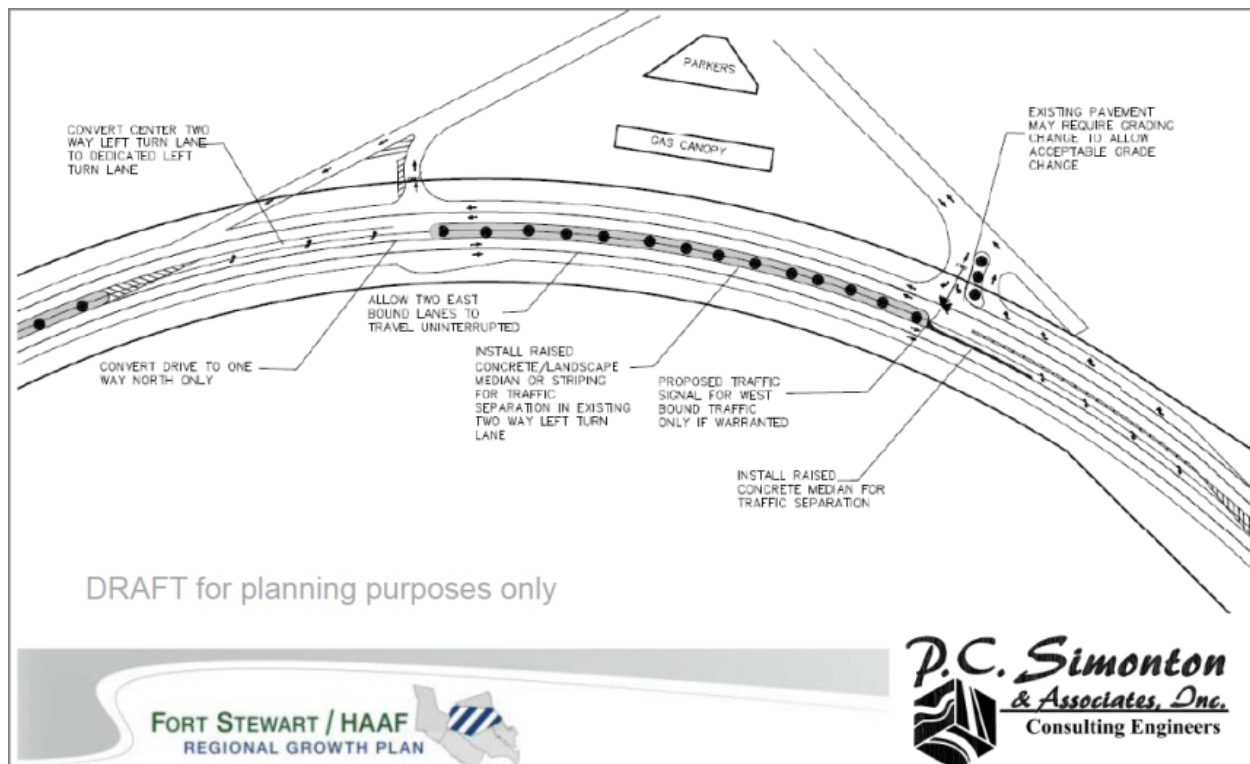 PARKERS
GAS CANOPY
CONVERT CENTER TWO
WAY LEFT TURN LANE
TO DEDICATED LEFT
TURN LANE
EXISTING PAVEMENT
MAY REQUIRE GRADING
CHANGE TO ALLOW
ACCEPTABLE GRADE
CHANGE
ALLOW TWO EAST
BOUND LANES TO
TRAVEL UNINTERRUPTED
CONVERT DRIVE TO ONE
WAY NORTH ONLY
INSTALL RAISED
CONCRETE/LANDSCAPE
MEDIAN OR STRIPING
FOR TRAFFIC
SEPARATION IN EXISTING
TWO WAY LEFT TURN
LANE
PROPOSED TRAFFIC
SIGNAL FOR WEST
BOUND TRAFFIC
ONLY IF WARRANTED
INSTALL RAISED
CONCRETE MEDIAN FOR
TRAFFIC SEPARATION
DRAFT for planning purposes only
FORT STEWART / HAAF
REGIONAL GROWTH PLAN
P.C. Simonton
& Associates, Inc.
Consulting Engineers